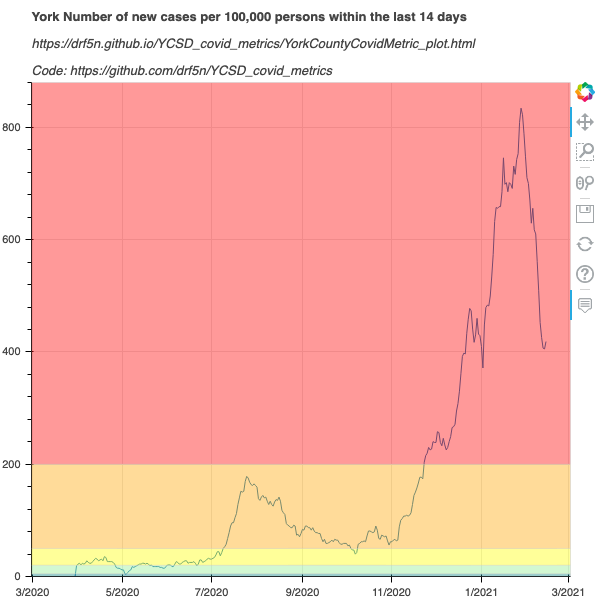 York Number of new cases per 100,000 persons within the last 14 days
https://drf5n.github.io/YCSD_covid_metrics/YorkCountyCovidMetric_plot.html
Code: https://github.com/drf5n/YCSD_covid_metrics
800
600
400
200
0
3/2020 5/2020 7/2020 9/2020 11/2020 1/2021 3/2021